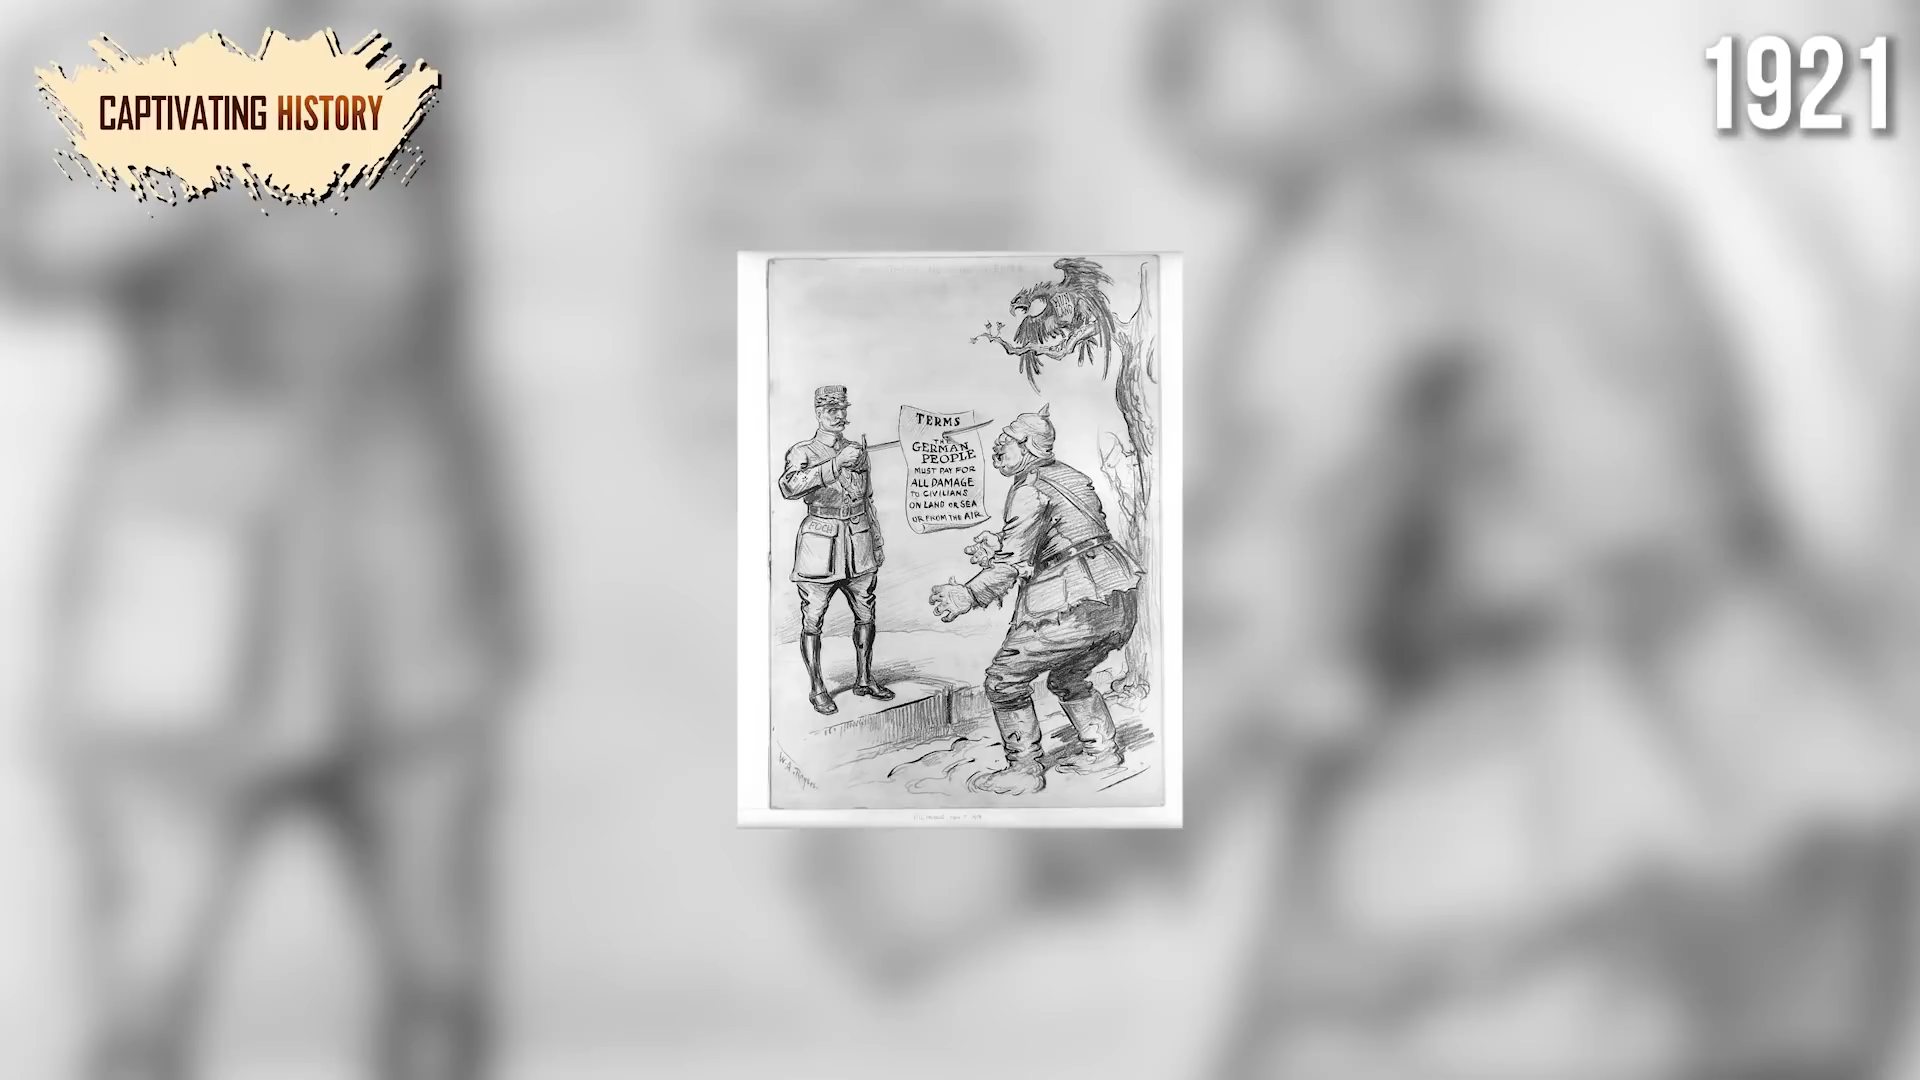 CAPTIVATING HISTORY
1921
TERMS
THE
GERMAN
PEOPLE
MUST PAY FOR
ALL DAMAGE
TO CIVILIANS
ON LAND OR SEA
OR FROM THE AIR.
FOCH